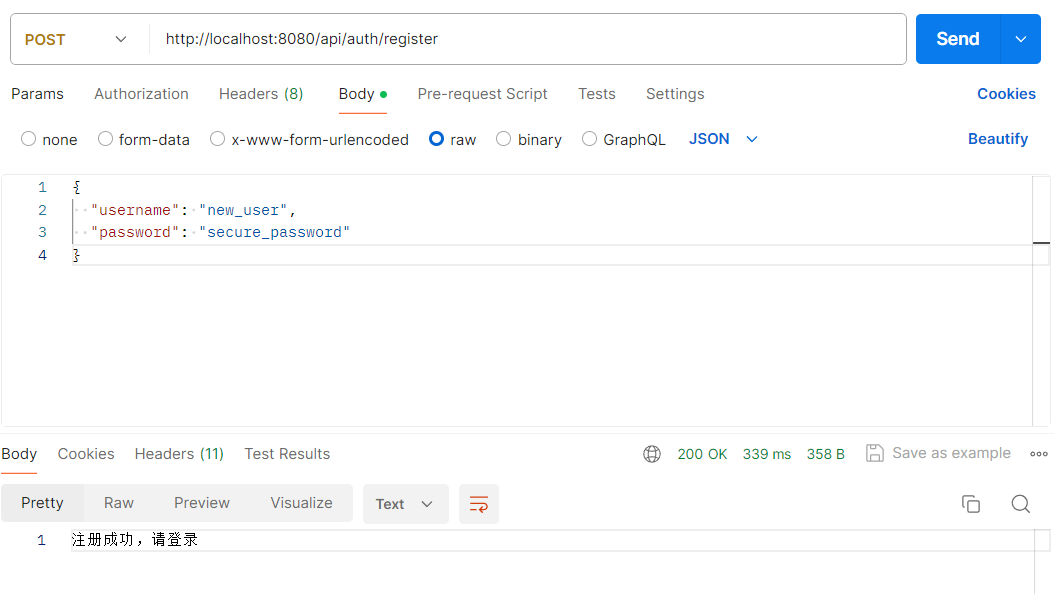 POST http://localhost:8080/api/auth/register Send
Params Authorization Headers (8) Body Pre-request Script Tests Settings Cookies
none form-data x-www-form-urlencoded raw binary GraphQL JSON Beautify
1 {
2 "username": "new_user",
3 "password": "secure_password"
4 }
Body Cookies Headers (11) Test Results 200 OK 339 ms 358 B Save as example
Pretty Raw Preview Visualize Text
1 注册成功，请登录